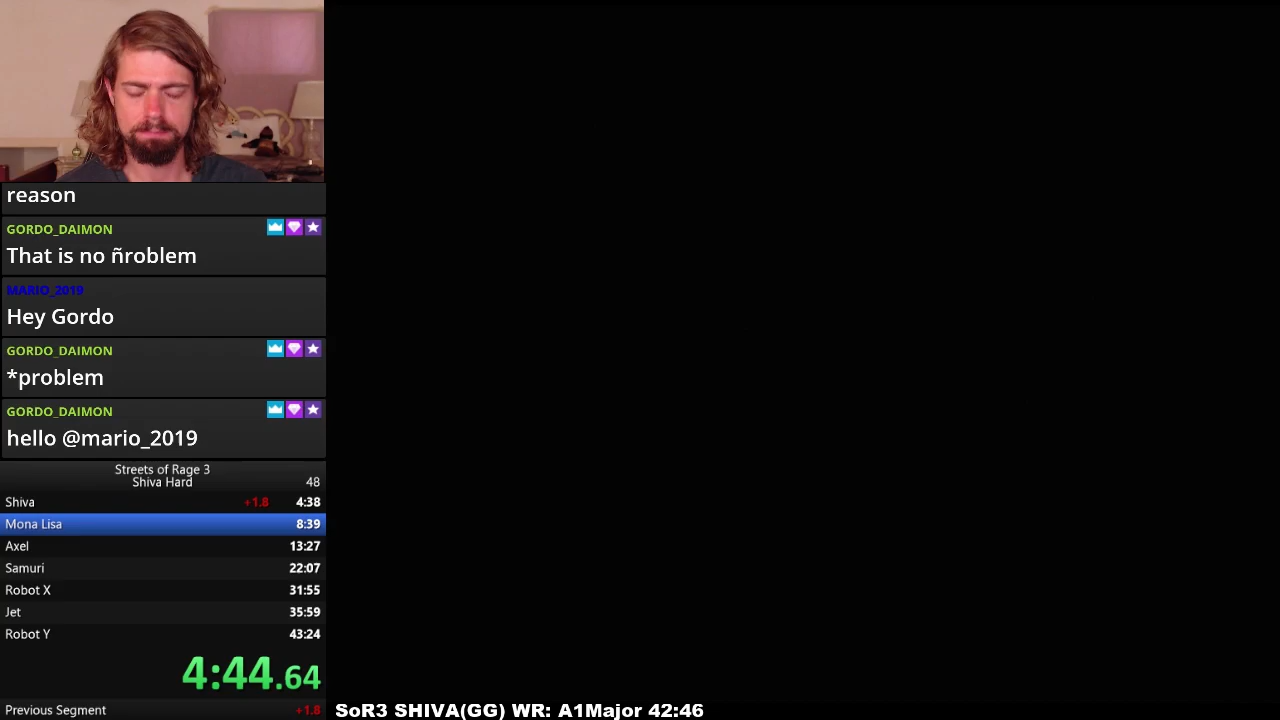 reason
GORDO_DAIMON
That is no ñroblem
MARIO_2019
Hey Gordo
GORDO_DAIMON
*problem
GORDO_DAIMON
hello @mario_2019
Streets of Rage 3
Shiva Hard 48
Shiva +1.8 4:38
Mona Lisa 8:39
Axel 13:27
Samuri 22:07
Robot X 31:55
Jet 35:59
Robot Y 43:24
4:44.64
Previous Segment +1.8
SoR3 SHIVA(GG) WR: A1Major 42:46